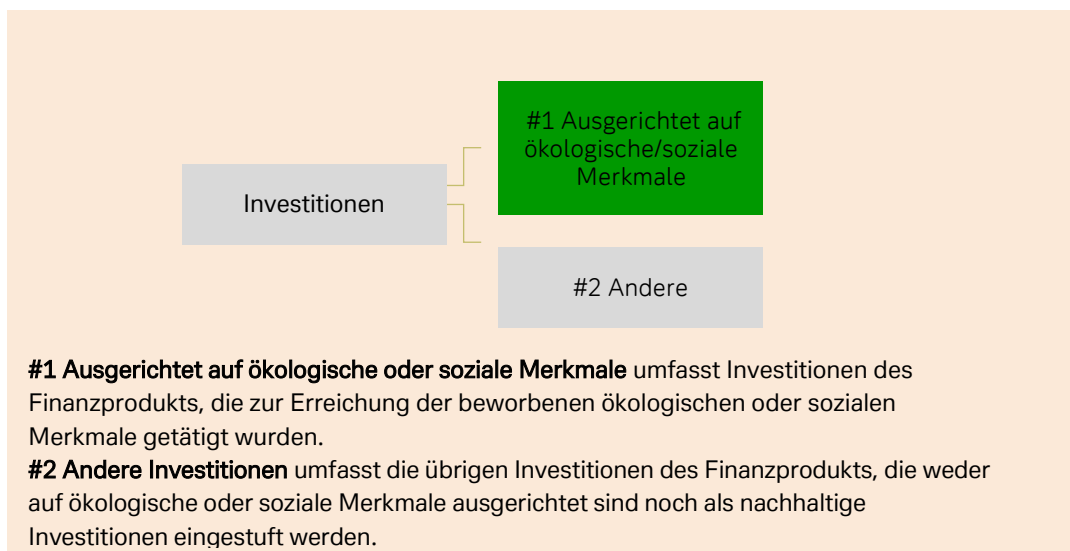 #1 Ausgerichtet auf
ökologische/soziale
Merkmale
Investitionen
#2 Andere
#1 Ausgerichtet auf ökologische oder soziale Merkmale umfasst Investitionen des
Finanzprodukts, die zur Erreichung der beworbenen ökologischen oder sozialen
Merkmale getätigt wurden.
#2 Andere Investitionen umfasst die übrigen Investitionen des Finanzprodukts, die weder
auf ökologische oder soziale Merkmale ausgerichtet sind noch als nachhaltige
Investitionen eingestuft werden.